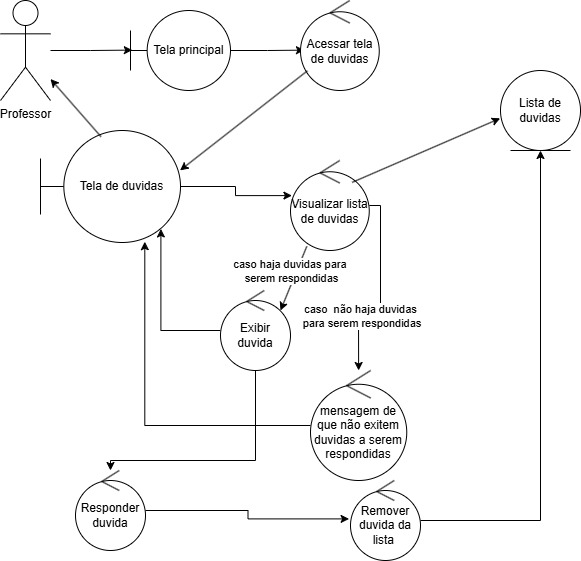 Tela principal
Acessar tela
de duvidas
Professor
Lista de
duvidas
Tela de duvidas
Visualizar lista
de duvidas
caso haja duvidas para
serem respondidas
caso não haja duvidas
para serem respondidas
Exibir
duvida
mensagem de
que não exitem
duvidas a serem
respondidas
Responder
duvida
Remover
duvida da
lista